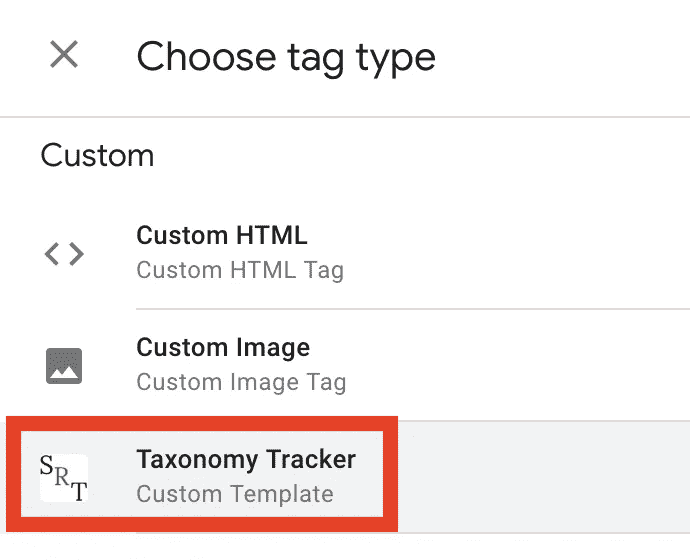 Choose tag type
Custom
Custom HTML
Custom HTML Tag
Custom Image
Custom Image Tag
SRT
Taxonomy Tracker
Custom Template